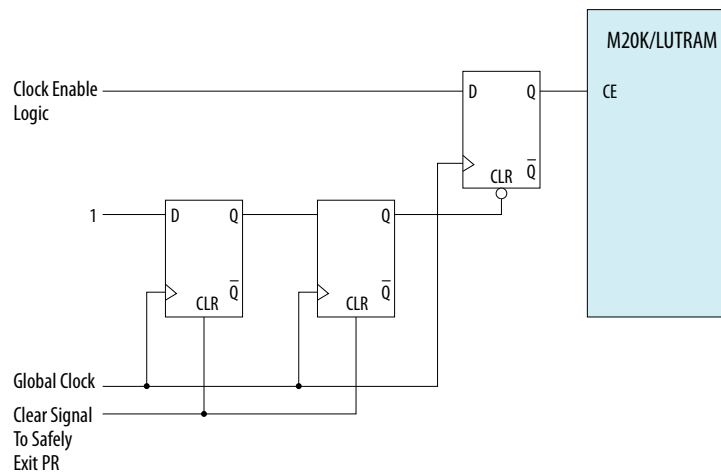 M20K/LUTRAM
Clock Enable
Logic
D
Q
CE
CLR
Q̅
1
D
Q
Q
CLR
Q̅
CLR
Q̅
Global Clock
Clear Signal
To Safely
Exit PR